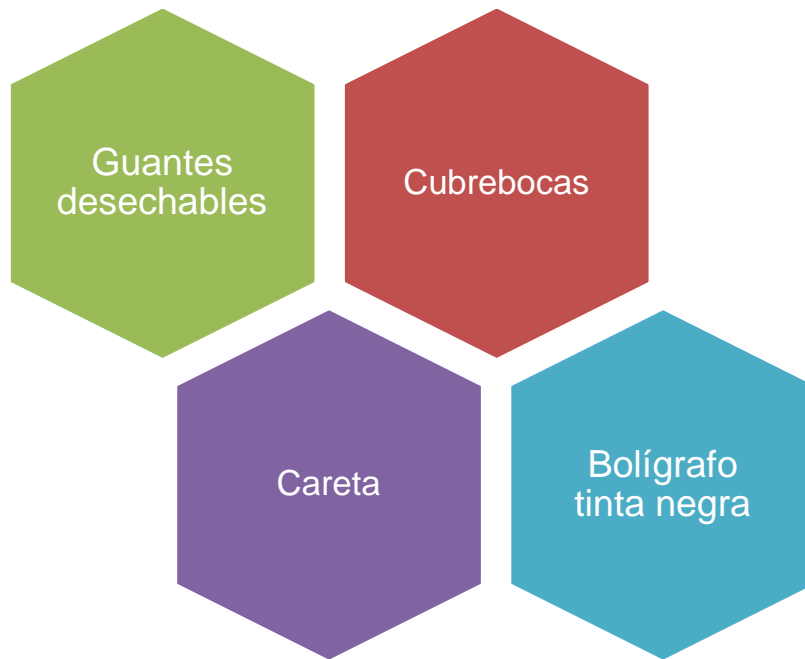 Guantes
desechables
Cubrebocas
Careta
Bolígrafo
tinta negra